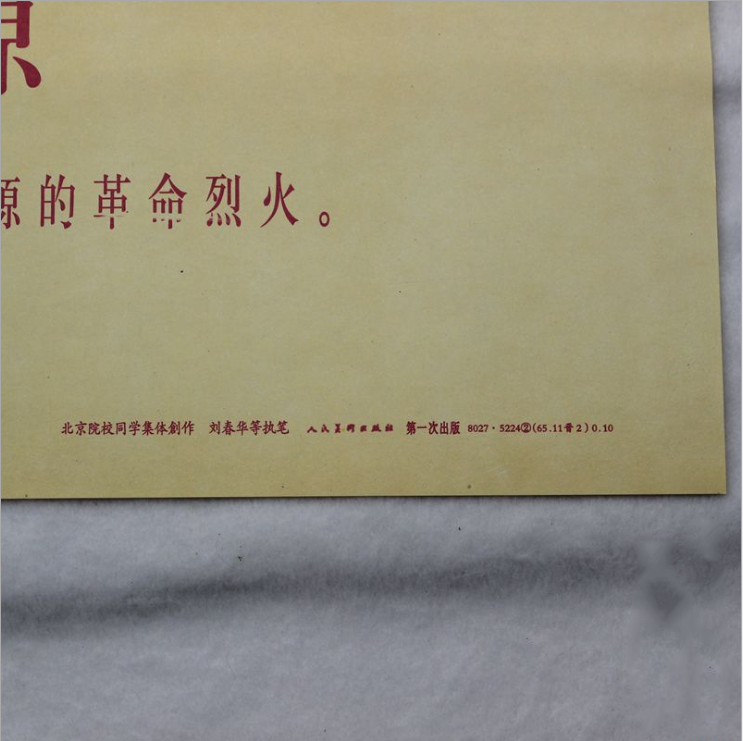 原
源的革命烈火。
北京院校同学集体創作 刘春华等执笔 人民美術出版社 第一次出版 8027·5224②(65.11晋2)0.10